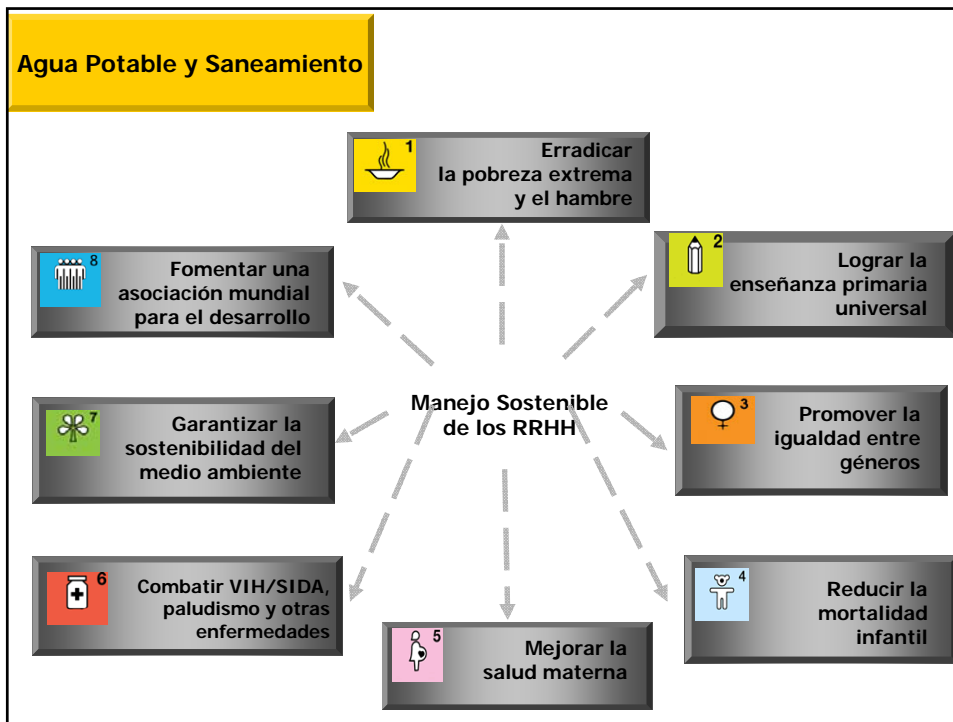 Agua Potable y Saneamiento
1
Erradicar
la pobreza extrema
y el hambre
8
Fomentar una
asociación mundial
para el desarrollo
2
Lograr la
enseñanza primaria
universal
7
Garantizar la
sostenibilidad del
medio ambiente
Manejo Sostenible
de los RRHH
3
Promover la
igualdad entre
géneros
6
Combatir VIH/SIDA,
paludismo y otras
enfermedades
5
Mejorar la
salud materna
4
Reducir la
mortalidad
infantil